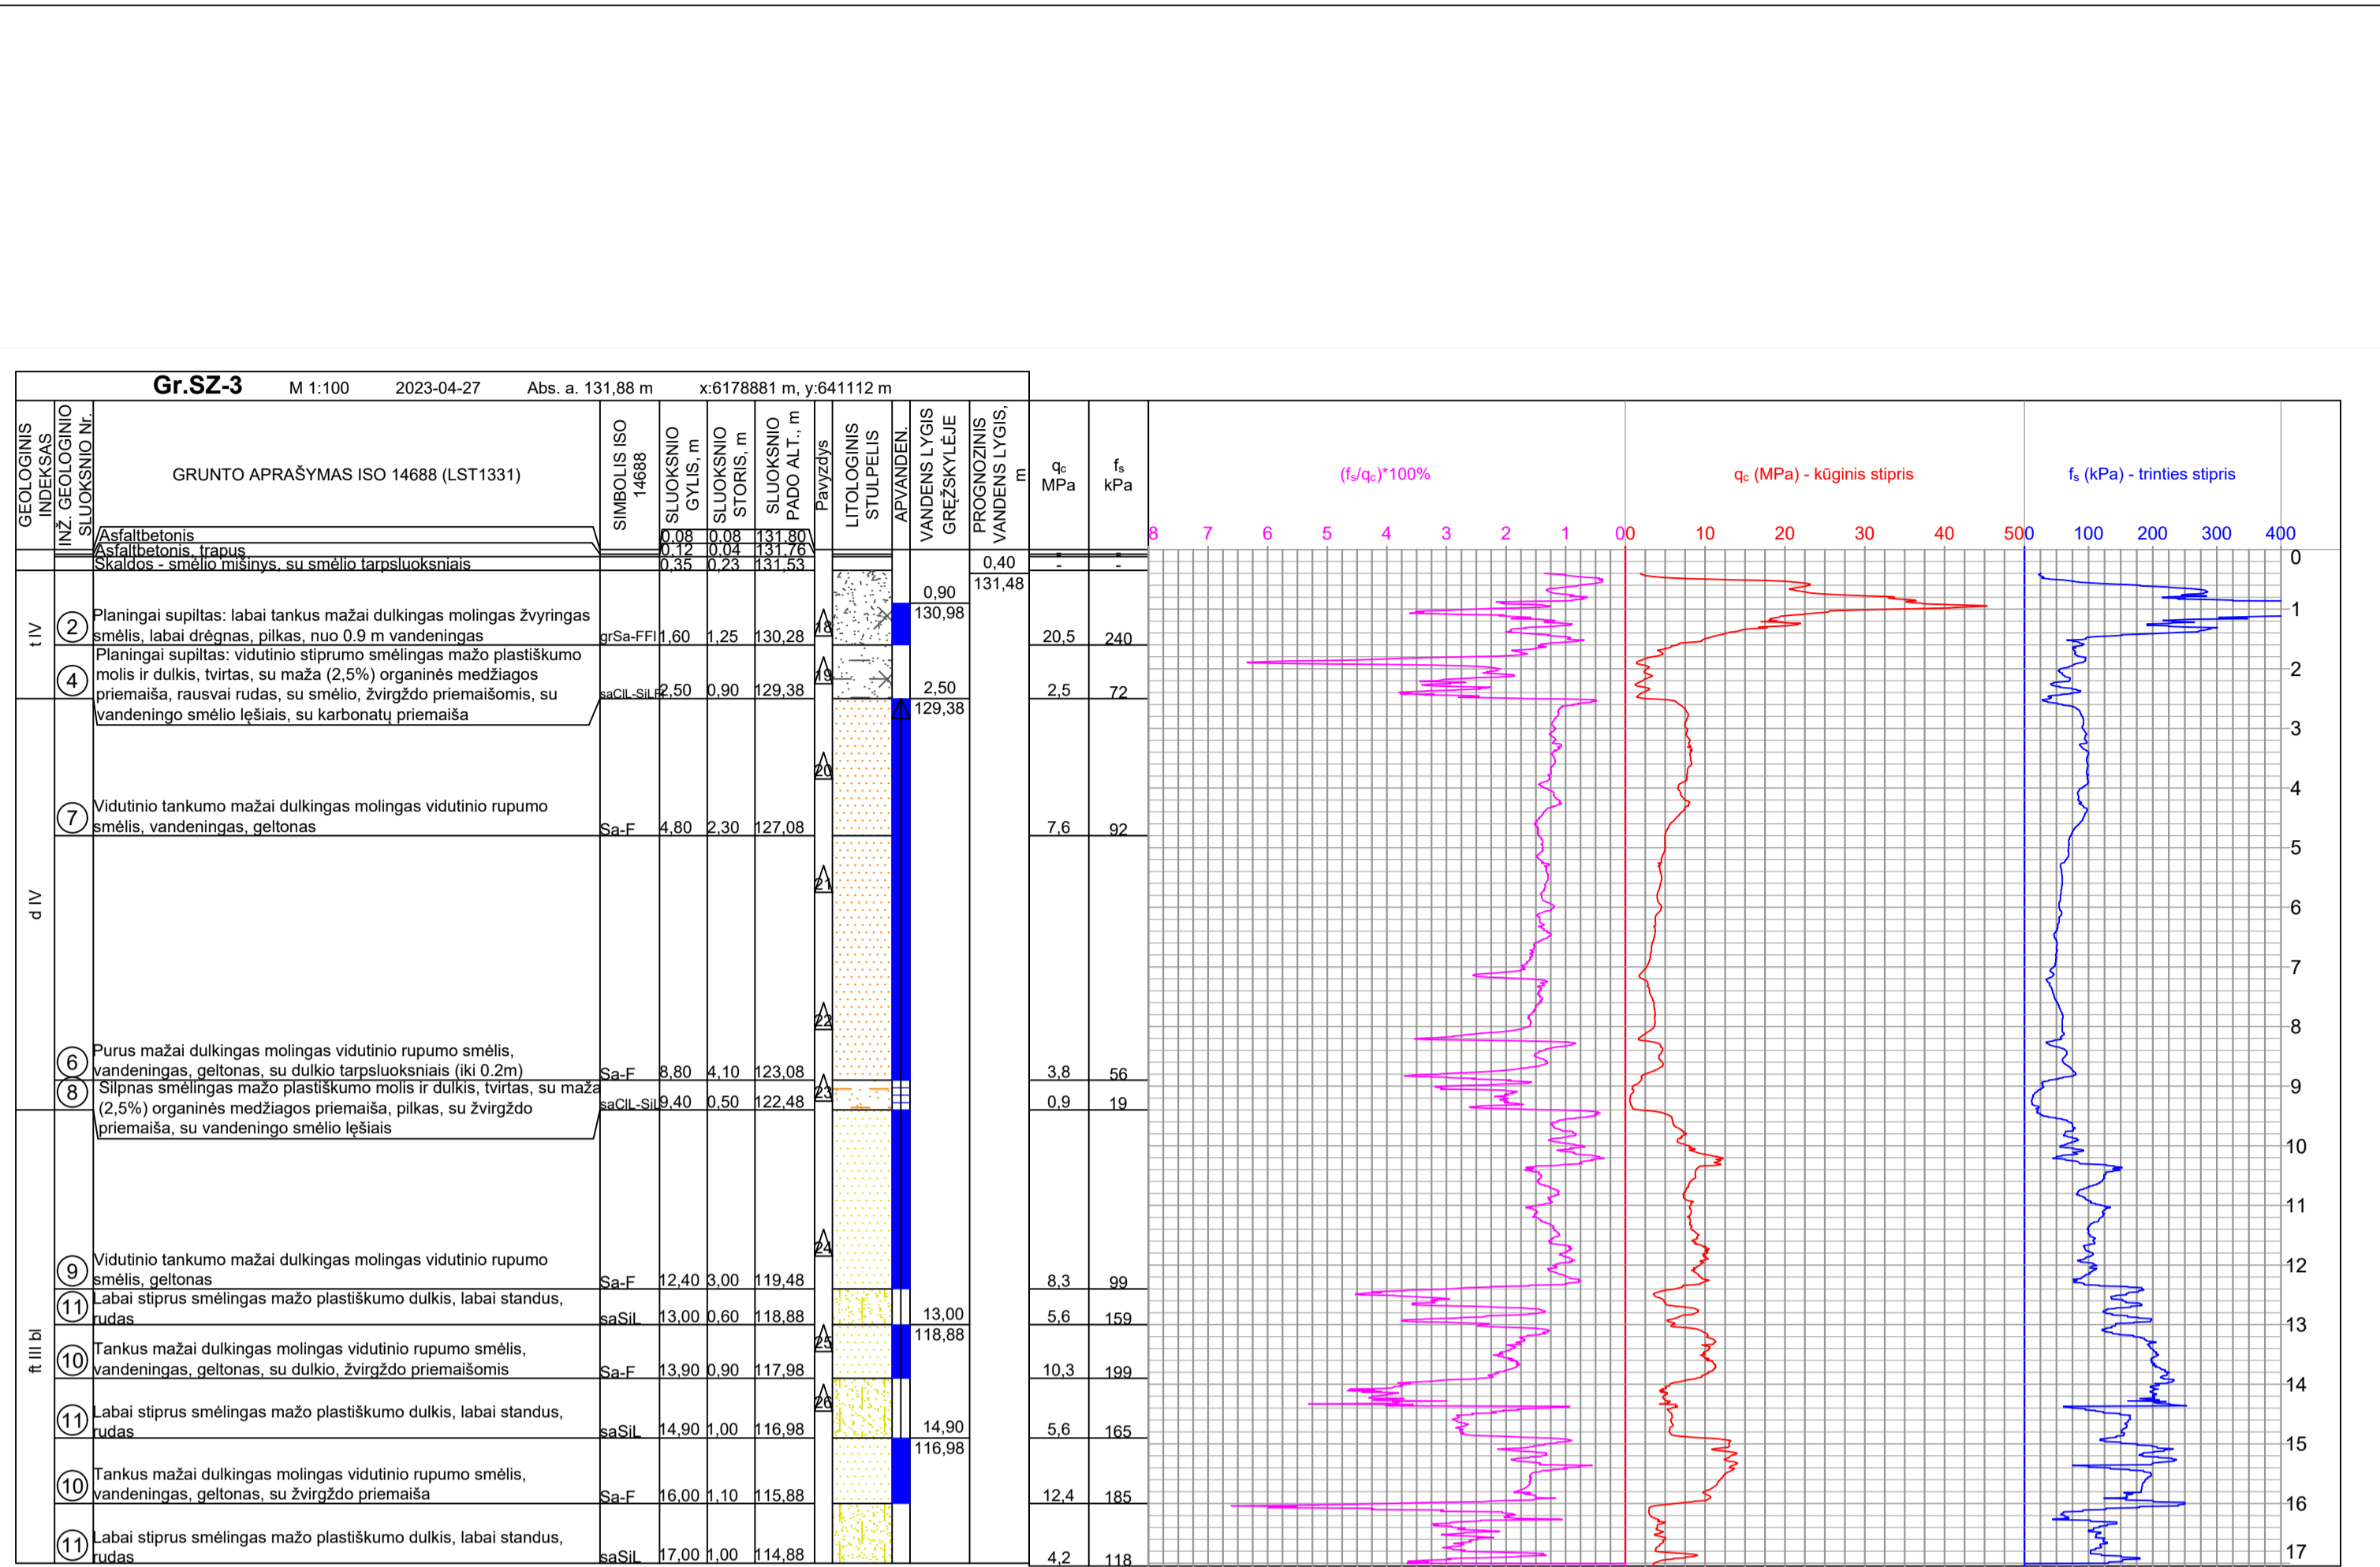 Gr.SZ-3 M 1:100 2023-04-27 Abs. a. 131,88 m x:6178881 m, y:641112 m
GEOLOGINIS INDEKSAS
INŽ. GEOLOGINIO SLUOKSNIO Nr.
GRUNTO APRAŠYMAS ISO 14688 (LST1331)
SIMBOLIS ISO 14688
SLUOKSNIO GYLIS, m
SLUOKSNIO STORIS, m
SLUOKSNIO PADO ALT., m
Pavyzdys
LITOLOGINIS STULPELIS
APVANDEN.
VANDENS LYGIS GRĘŽSKYLĖJE
PROGNOZINIS VANDENS LYGIS, m
qc MPa
fs kPa
(fs/qc)*100%
qc (MPa) - kūginis stipris
fs (kPa) - trinties stipris
8 7 6 5 4 3 2 1 0 0 10 20 30 40 50 0 100 200 300 400
Asfaltbetonis 0,08 0,08 131,80
Asfaltbetonis, trapus 0,12 0,04 131,76 - -
Skaldos - smėlio mišinys, su smėlio tarpsluoksniais 0,35 0,23 131,53 0,40 - -
131,48
0,90
130,98
t IV
2 Planingai supiltas: labai tankus mažai dulkingas molingas žvyringas
smėlis, labai drėgnas, pilkas, nuo 0.9 m vandeningas 1,60 1,25 130,28 18 20,5 240
4 Planingai supiltas: vidutinio stiprumo smėlingas mažo plastiškumo
molis ir dulkis, tvirtas, su maža (2,5%) organinės medžiagos
priemaiša, rausvai rudas, su smėlio, žvirgždo priemaišomis, su 2,50 0,90 129,38 19 2,50 2,5 72
vandeningo smėlio lęšiais, su karbonatų priemaiša 129,38
d IV
20
7 Vidutinio tankumo mažai dulkingas molingas vidutinio rupumo
smėlis, vandeningas, geltonas Sa-F 4,80 2,30 127,08 7,6 92
21
22
6 Purus mažai dulkingas molingas vidutinio rupumo smėlis,
vandeningas, geltonas, su dulkio tarpsluoksniais (iki 0.2m) Sa-F 8,80 4,10 123,08 3,8 56
8 Silpnas smėlingas mažo plastiškumo molis ir dulkis, tvirtas, su maža
(2,5%) organinės medžiagos priemaiša, pilkas, su žvirgždo saClL-SiL 9,40 0,50 122,48 23 0,9 19
priemaiša, su vandeningo smėlio lęšiais
24
9 Vidutinio tankumo mažai dulkingas molingas vidutinio rupumo
smėlis, geltonas Sa-F 12,40 3,00 119,48 8,3 99
ft III bl
11 Labai stiprus smėlingas mažo plastiškumo dulkis, labai standus,
rudas saSiL 13,00 0,60 118,88 13,00 5,6 159
118,88
10 Tankus mažai dulkingas molingas vidutinio rupumo smėlis, 25
vandeningas, geltonas, su dulkio, žvirgždo priemaišomis Sa-F 13,90 0,90 117,98 10,3 199
26
11 Labai stiprus smėlingas mažo plastiškumo dulkis, labai standus,
rudas saSiL 14,90 1,00 116,98 14,90 5,6 165
116,98
10 Tankus mažai dulkingas molingas vidutinio rupumo smėlis,
vandeningas, geltonas, su žvirgždo priemaiša Sa-F 16,00 1,10 115,88 12,4 185
11 Labai stiprus smėlingas mažo plastiškumo dulkis, labai standus,
rudas saSiL 17,00 1,00 114,88 4,2 118
0
1
2
3
4
5
6
7
8
9
10
11
12
13
14
15
16
17